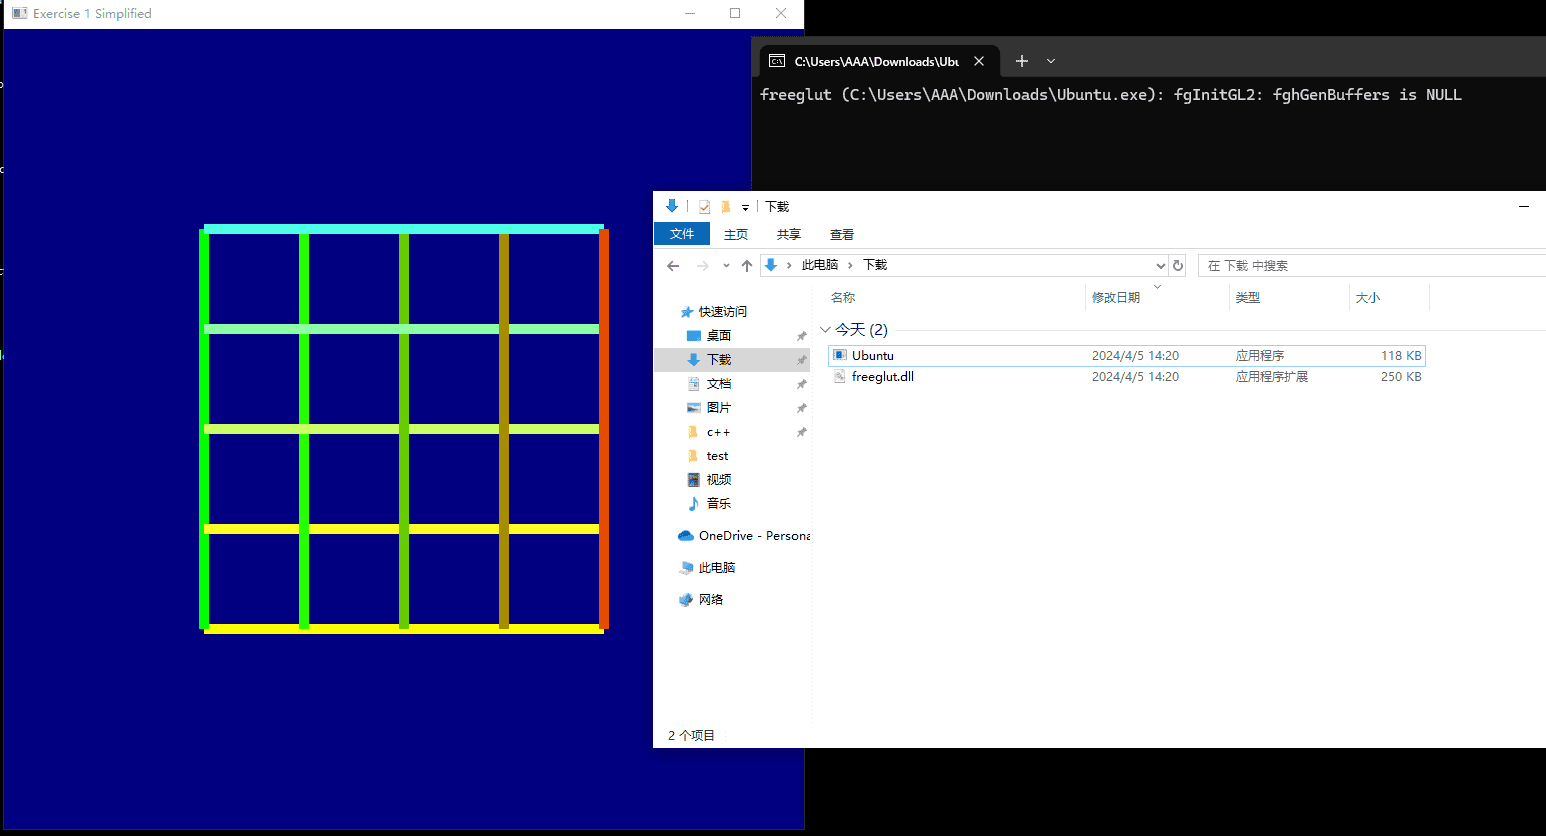 Exercise 1 Simplified
C:\Users\AAA\Downloads\Ubu
freeglut (C:\Users\AAA\Downloads\Ubuntu.exe): fgInitGL2: fghGenBuffers is NULL
下载
文件 主页 共享 查看
此电脑 下载 在 下载 中搜索
名称 修改日期 类型 大小
快速访问
桌面
下载
文档
图片
c++
test
视频
音乐
OneDrive - Persona
此电脑
网络
今天 (2)
Ubuntu 2024/4/5 14:20 应用程序 118 KB
freeglut.dll 2024/4/5 14:20 应用程序扩展 250 KB
2 个项目